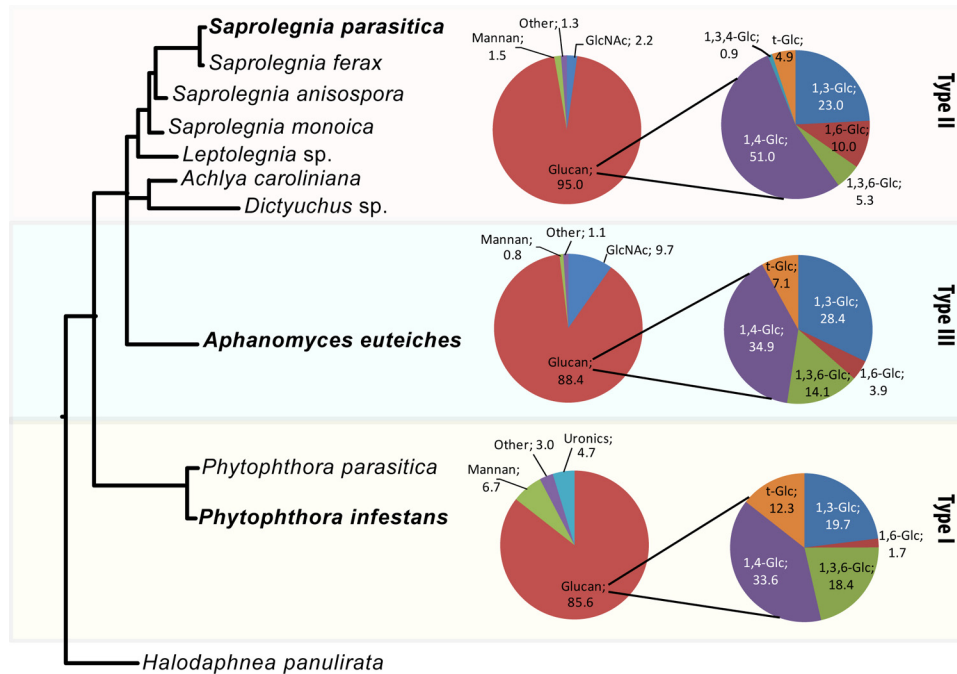 Saprolegnia parasitica
Saprolegnia ferax
Saprolegnia anisospora
Saprolegnia monoica
Leptolegnia sp.
Achlya caroliniana
Dictyuchus sp.
Other; 1.3
Mannan;
1.5
GlcNAc; 2.2
Glucan;
95.0
1,3,4-Glc;
0.9
t-Glc;
4.9
1,3-Glc;
23.0
1,6-Glc;
10.0
1,4-Glc;
51.0
1,3,6-Glc;
5.3
Type II
Aphanomyces euteiches
Other; 1.1
Mannan;
0.8
GlcNAc; 9.7
Glucan;
88.4
t-Glc;
7.1
1,3-Glc;
28.4
1,4-Glc;
34.9
1,6-Glc;
3.9
1,3,6-Glc;
14.1
Type III
Phytophthora parasitica
Phytophthora infestans
Other; 3.0
Uronics;
4.7
Mannan;
6.7
Glucan;
85.6
t-Glc;
12.3
1,3-Glc;
19.7
1,6-Glc;
1.7
1,4-Glc;
33.6
1,3,6-Glc;
18.4
Type I
Halodaphnea panulirata